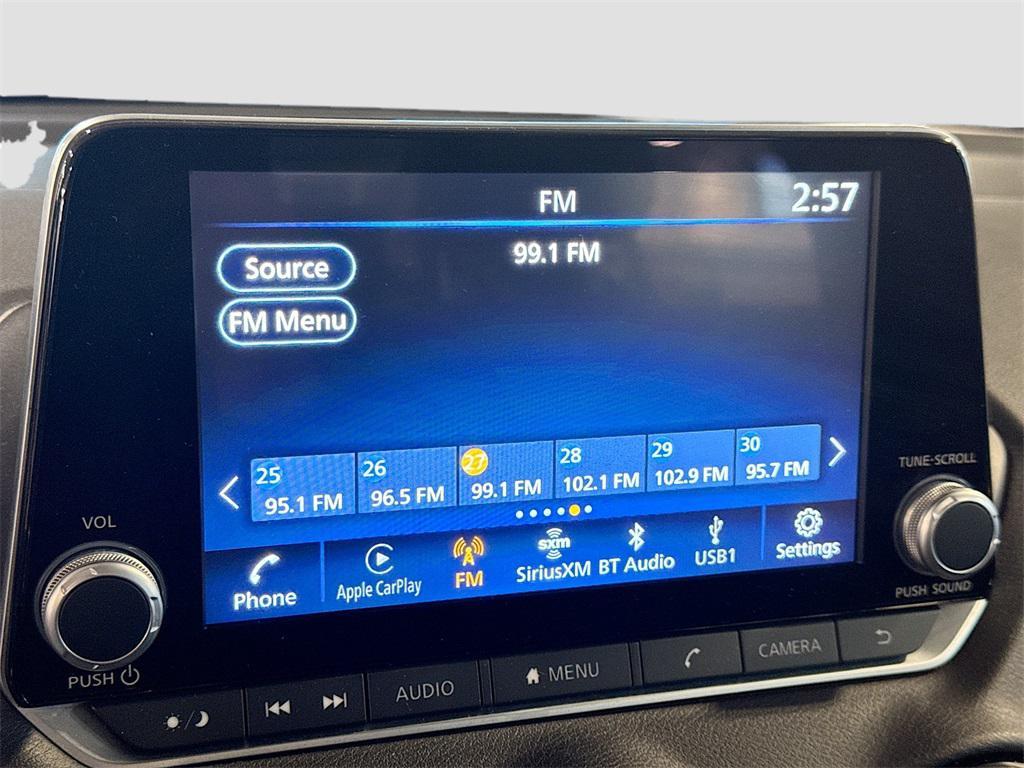 FM
2:57
99.1 FM
Source
FM Menu
25 26 27 28 29 30
95.1 FM 96.5 FM 99.1 FM 102.1 FM 102.9 FM 95.7 FM
Phone Apple CarPlay FM sxm SiriusXM BT Audio USB1 Settings
VOL
PUSH
TUNE·SCROLL
PUSH SOUND
AUDIO MENU CAMERA